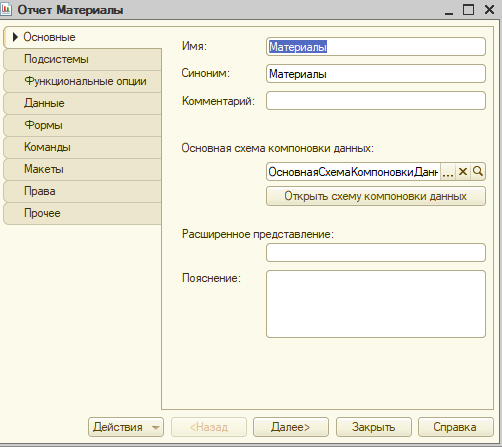 Отчет Материалы
Основные
Подсистемы
Функциональные опции
Данные
Формы
Команды
Макеты
Права
Прочее
Имя: Материалы
Синоним: Материалы
Комментарий:
Основная схема компоновки данных:
ОсновнаяСхемаКомпоновкиДанн ...
Открыть схему компоновки данных
Расширенное представление:
Пояснение:
Действия <Назад Далее> Закрыть Справка